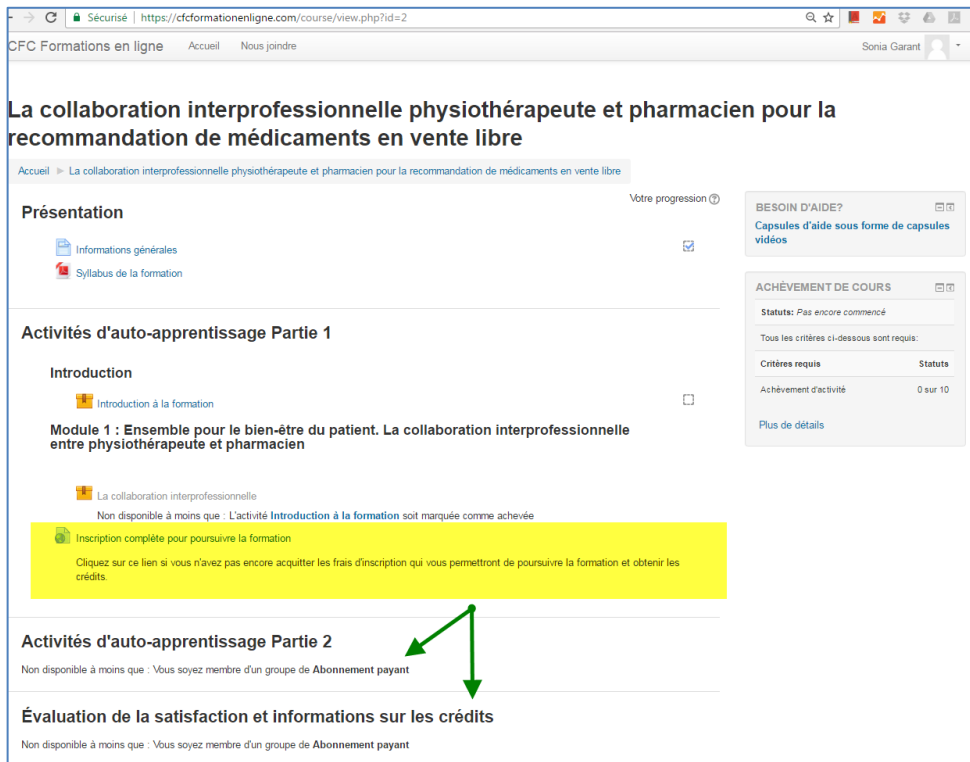 Sécurisé | https://cfcformationenligne.com/course/view.php?id=2
CFC Formations en ligne Accueil Nous joindre Sonia Garant
La collaboration interprofessionnelle physiothérapeute et pharmacien pour la
recommandation de médicaments en vente libre
Accueil ► La collaboration interprofessionnelle physiothérapeute et pharmacien pour la recommandation de médicaments en vente libre
Votre progression
Présentation
Informations générales
Syllabus de la formation
Activités d'auto-apprentissage Partie 1
Introduction
Introduction à la formation
Module 1 : Ensemble pour le bien-être du patient. La collaboration interprofessionnelle
entre physiothérapeute et pharmacien
La collaboration interprofessionnelle
Non disponible à moins que : L'activité Introduction à la formation soit marquée comme achevée
Inscription complète pour poursuivre la formation
Cliquez sur ce lien si vous n'avez pas encore acquitter les frais d'inscription qui vous permettront de poursuivre la formation et obtenir les
crédits.
Activités d'auto-apprentissage Partie 2
Non disponible à moins que : Vous soyez membre d'un groupe de Abonnement payant
Évaluation de la satisfaction et informations sur les crédits
Non disponible à moins que : Vous soyez membre d'un groupe de Abonnement payant
BESOIN D'AIDE?
Capsules d'aide sous forme de capsules
vidéos
ACHÈVEMENT DE COURS
Statuts: Pas encore commencé
Tous les critères ci-dessous sont requis:
Critères requis Statuts
Achèvement d'activité 0 sur 10
Plus de détails